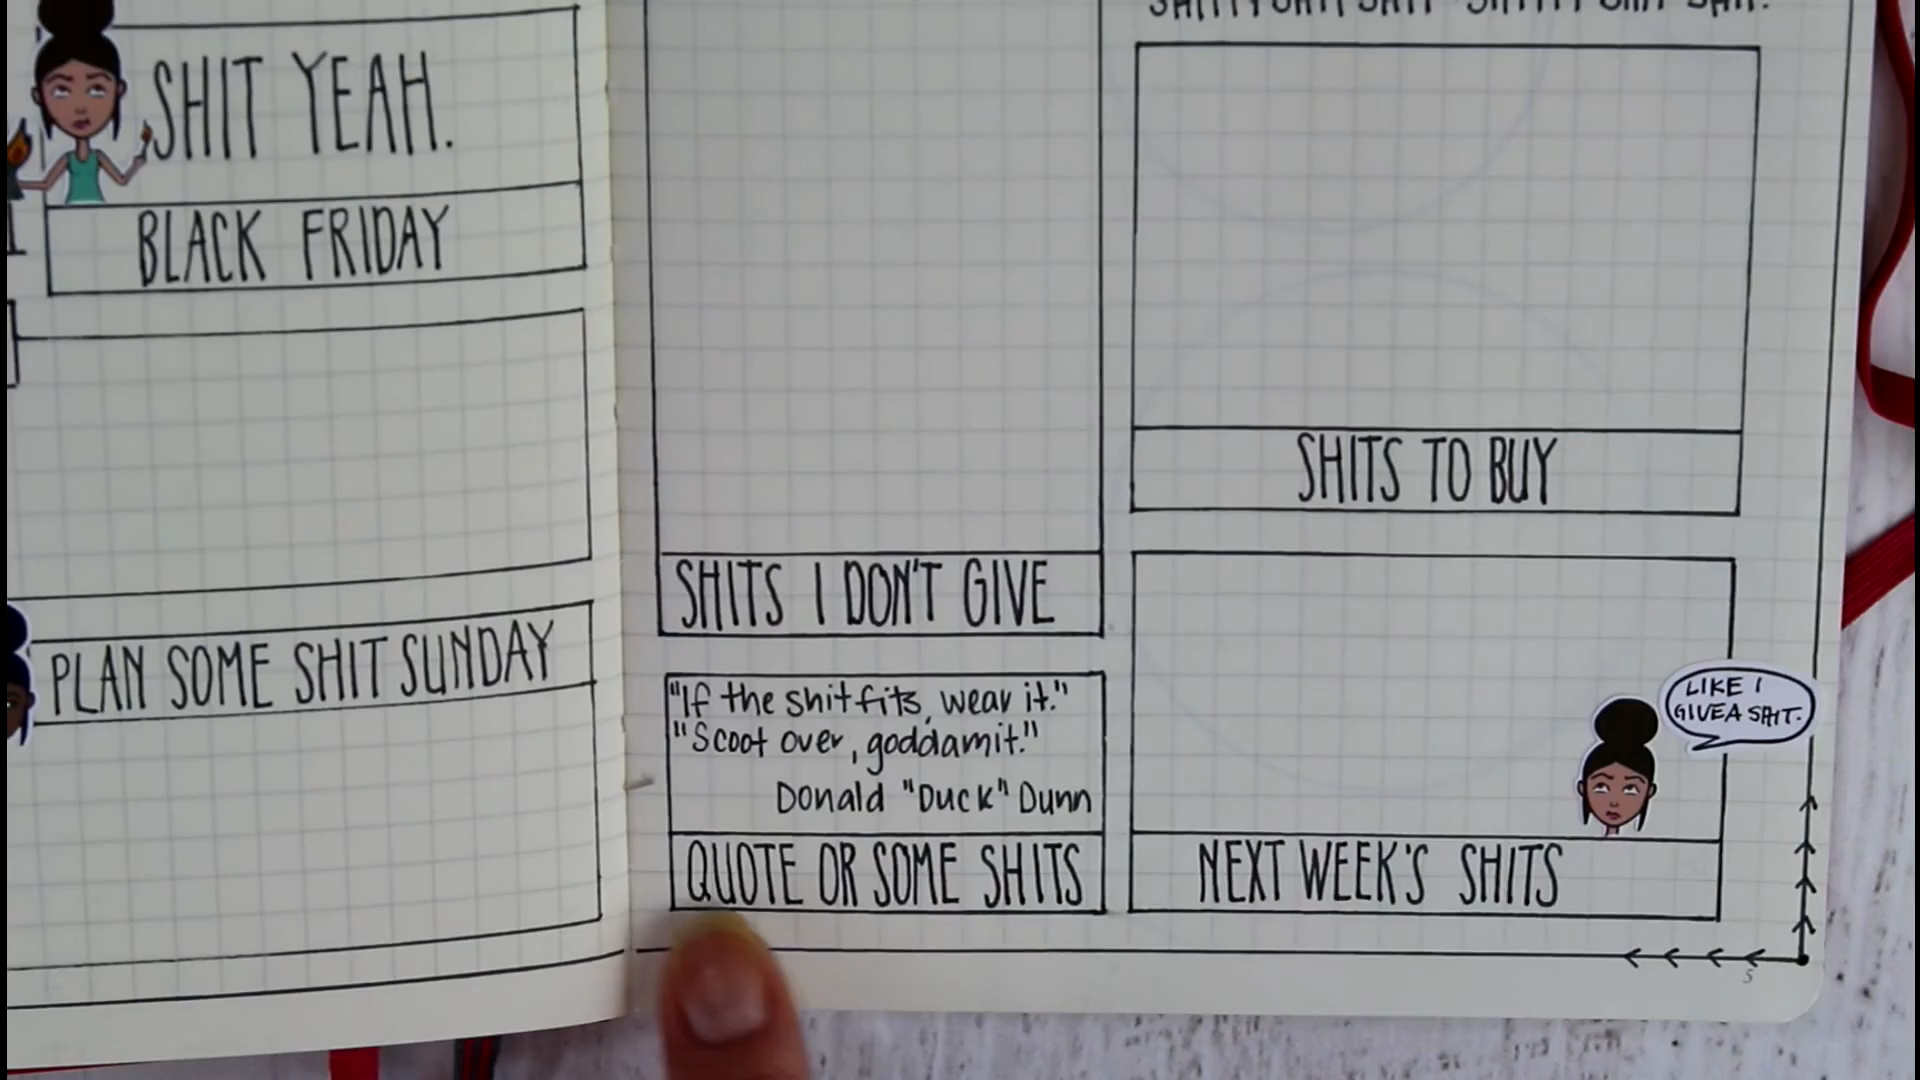 SHIT YEAH.
BLACK FRIDAY
PLAN SOME SHIT SUNDAY
SHITS I DON'T GIVE
"If the shit fits, wear it."
"Scoot over, goddamit."
Donald "Duck" Dunn
QUOTE OR SOME SHITS
SHITS TO BUY
LIKE I
GIVE A SHIT.
NEXT WEEK'S SHITS
5